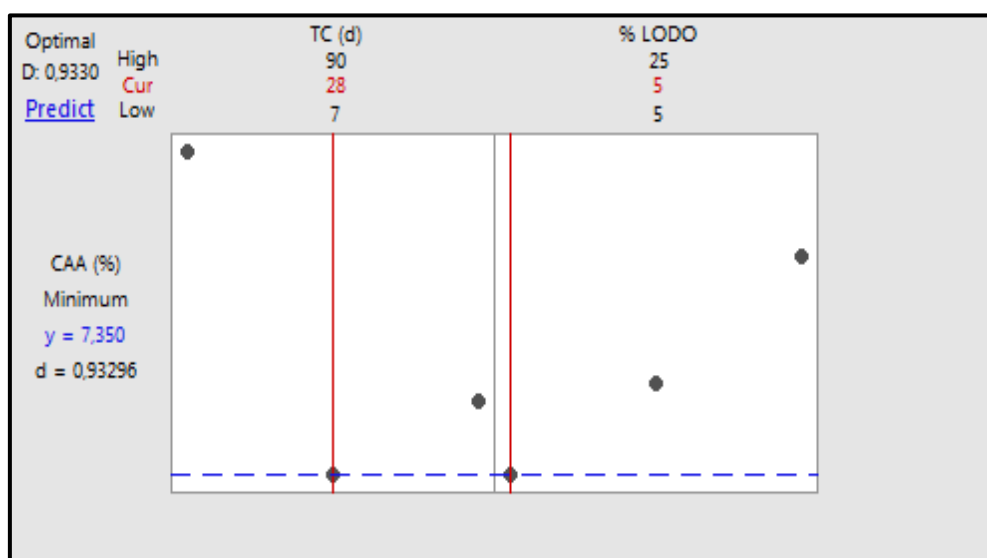 Optimal
D: 0,9330
Predict
High
Cur
Low
TC (d)
90
28
7
% LODO
25
5
5
CAA (%)
Minimum
y = 7,350
d = 0,93296